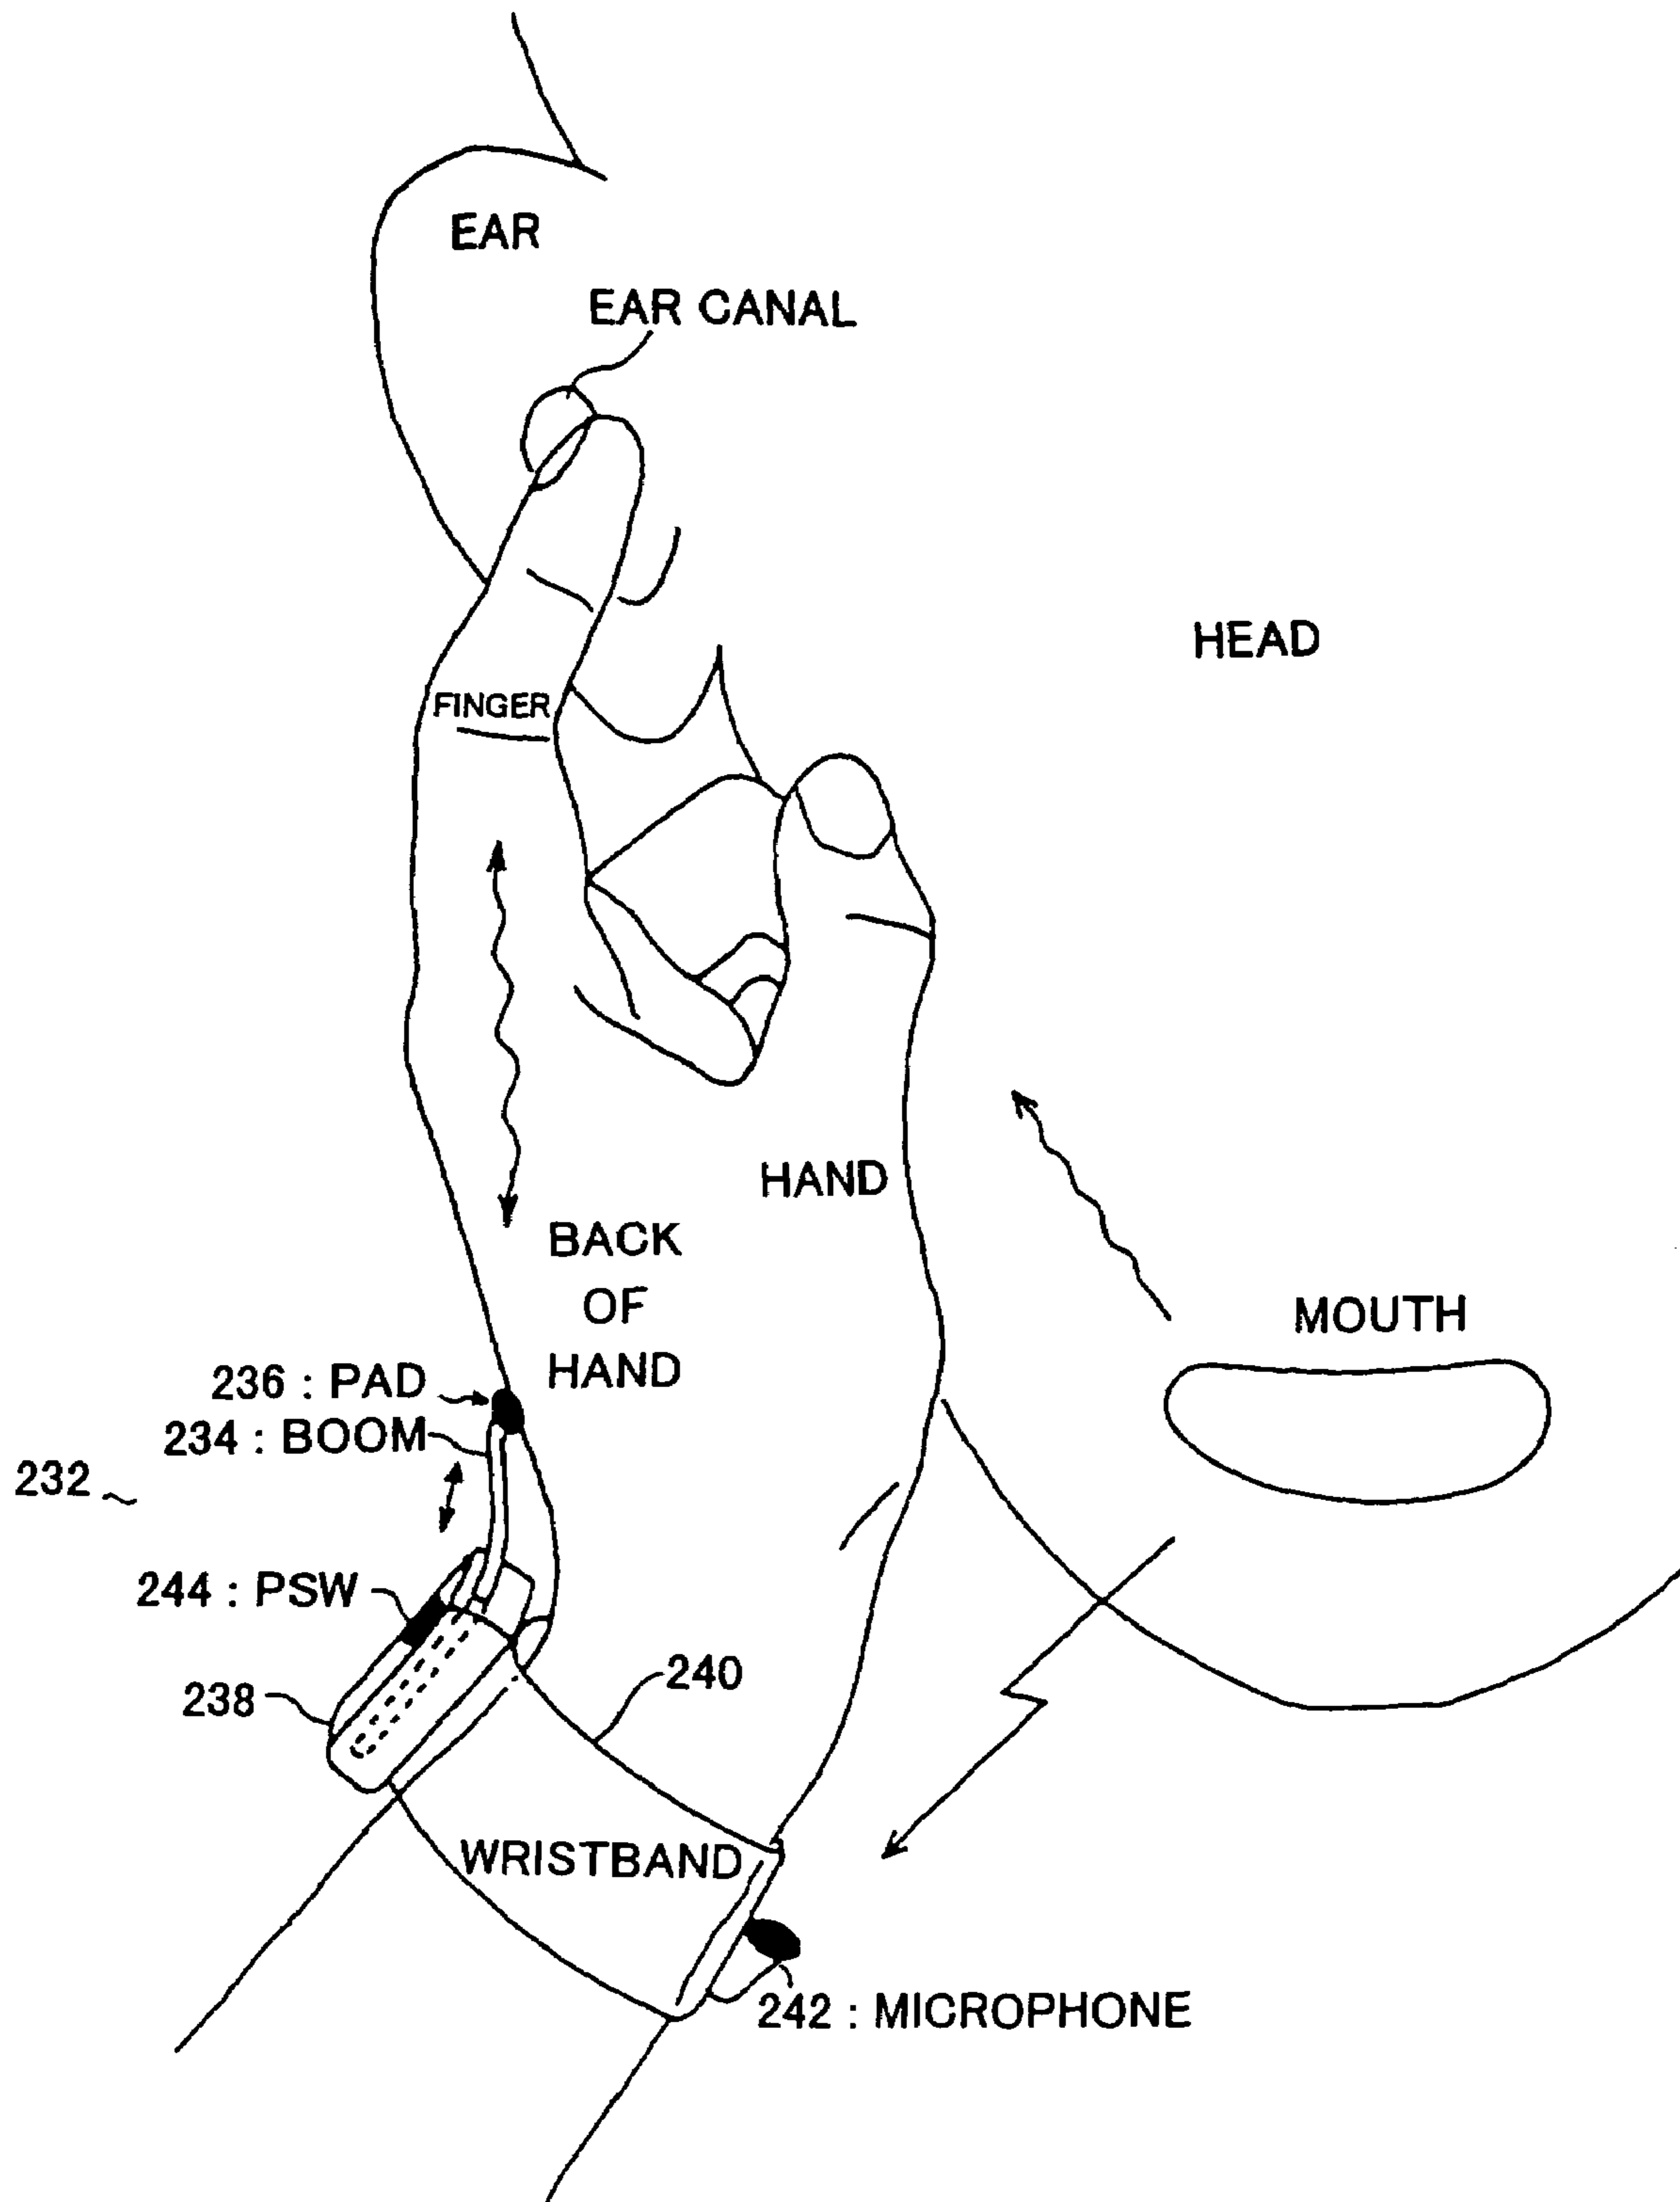 EAR
EAR CANAL
HEAD
FINGER
HAND
BACK
OF
HAND
MOUTH
236 : PAD
234 : BOOM
232
244 : PSW
238
240
WRISTBAND
242 : MICROPHONE